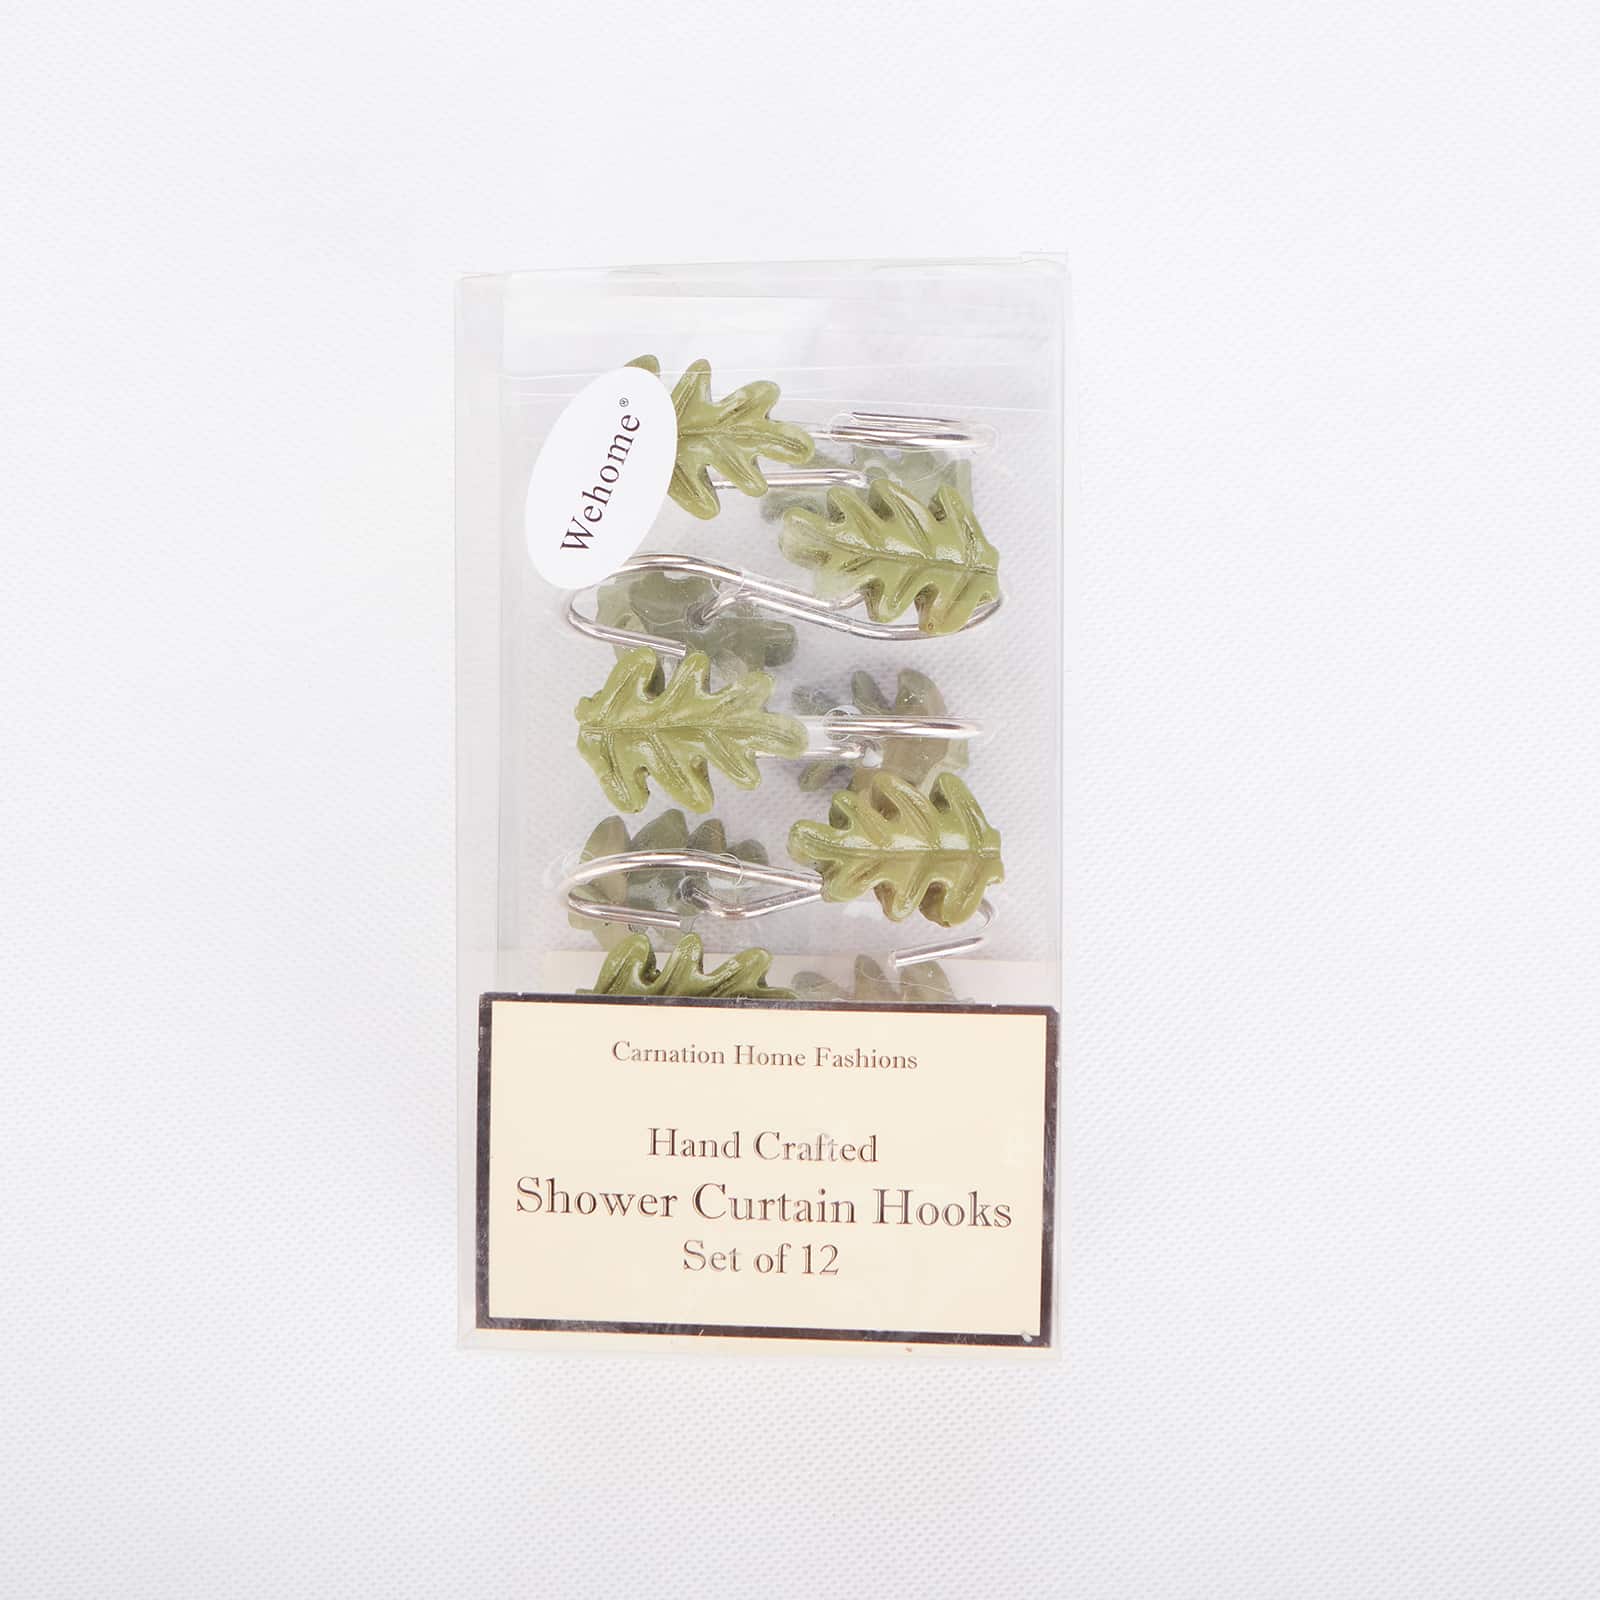 Wehome®
Carnation Home Fashions
Hand Crafted
Shower Curtain Hooks
Set of 12